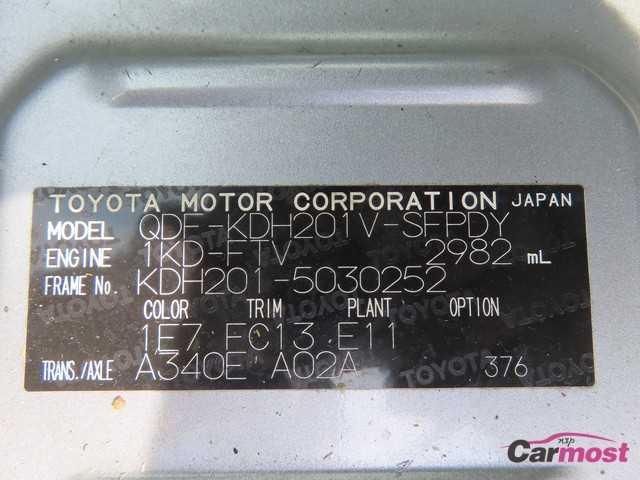 TOYOTA MOTOR CORPORATION JAPAN
MODEL QDF-KDH201V-SFPDY
ENGINE 1KD-FTV 2982 mL
FRAME No. KDH201-5030252
COLOR TRIM PLANT OPTION
1E7 FC13 E11
TRANS./AXLE A340E A02A 376
nxp
Carmost